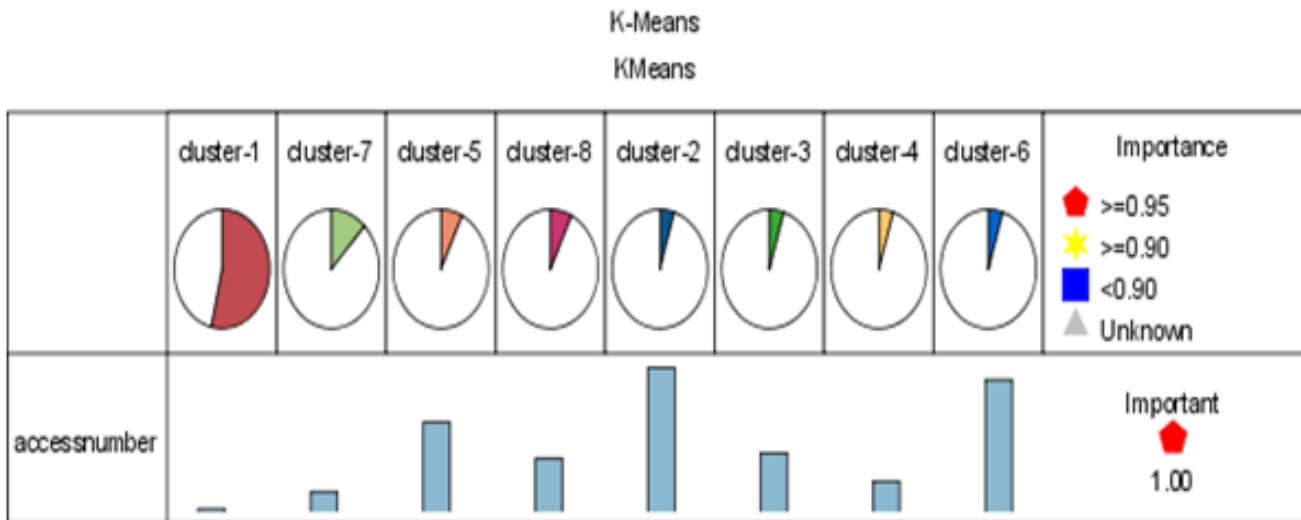 K-Means
KMeans
cluster-1 cluster-7 cluster-5 cluster-8 cluster-2 cluster-3 cluster-4 cluster-6
Importance
>=0.95
>=0.90
<0.90
Unknown
accessnumber
Important
1.00